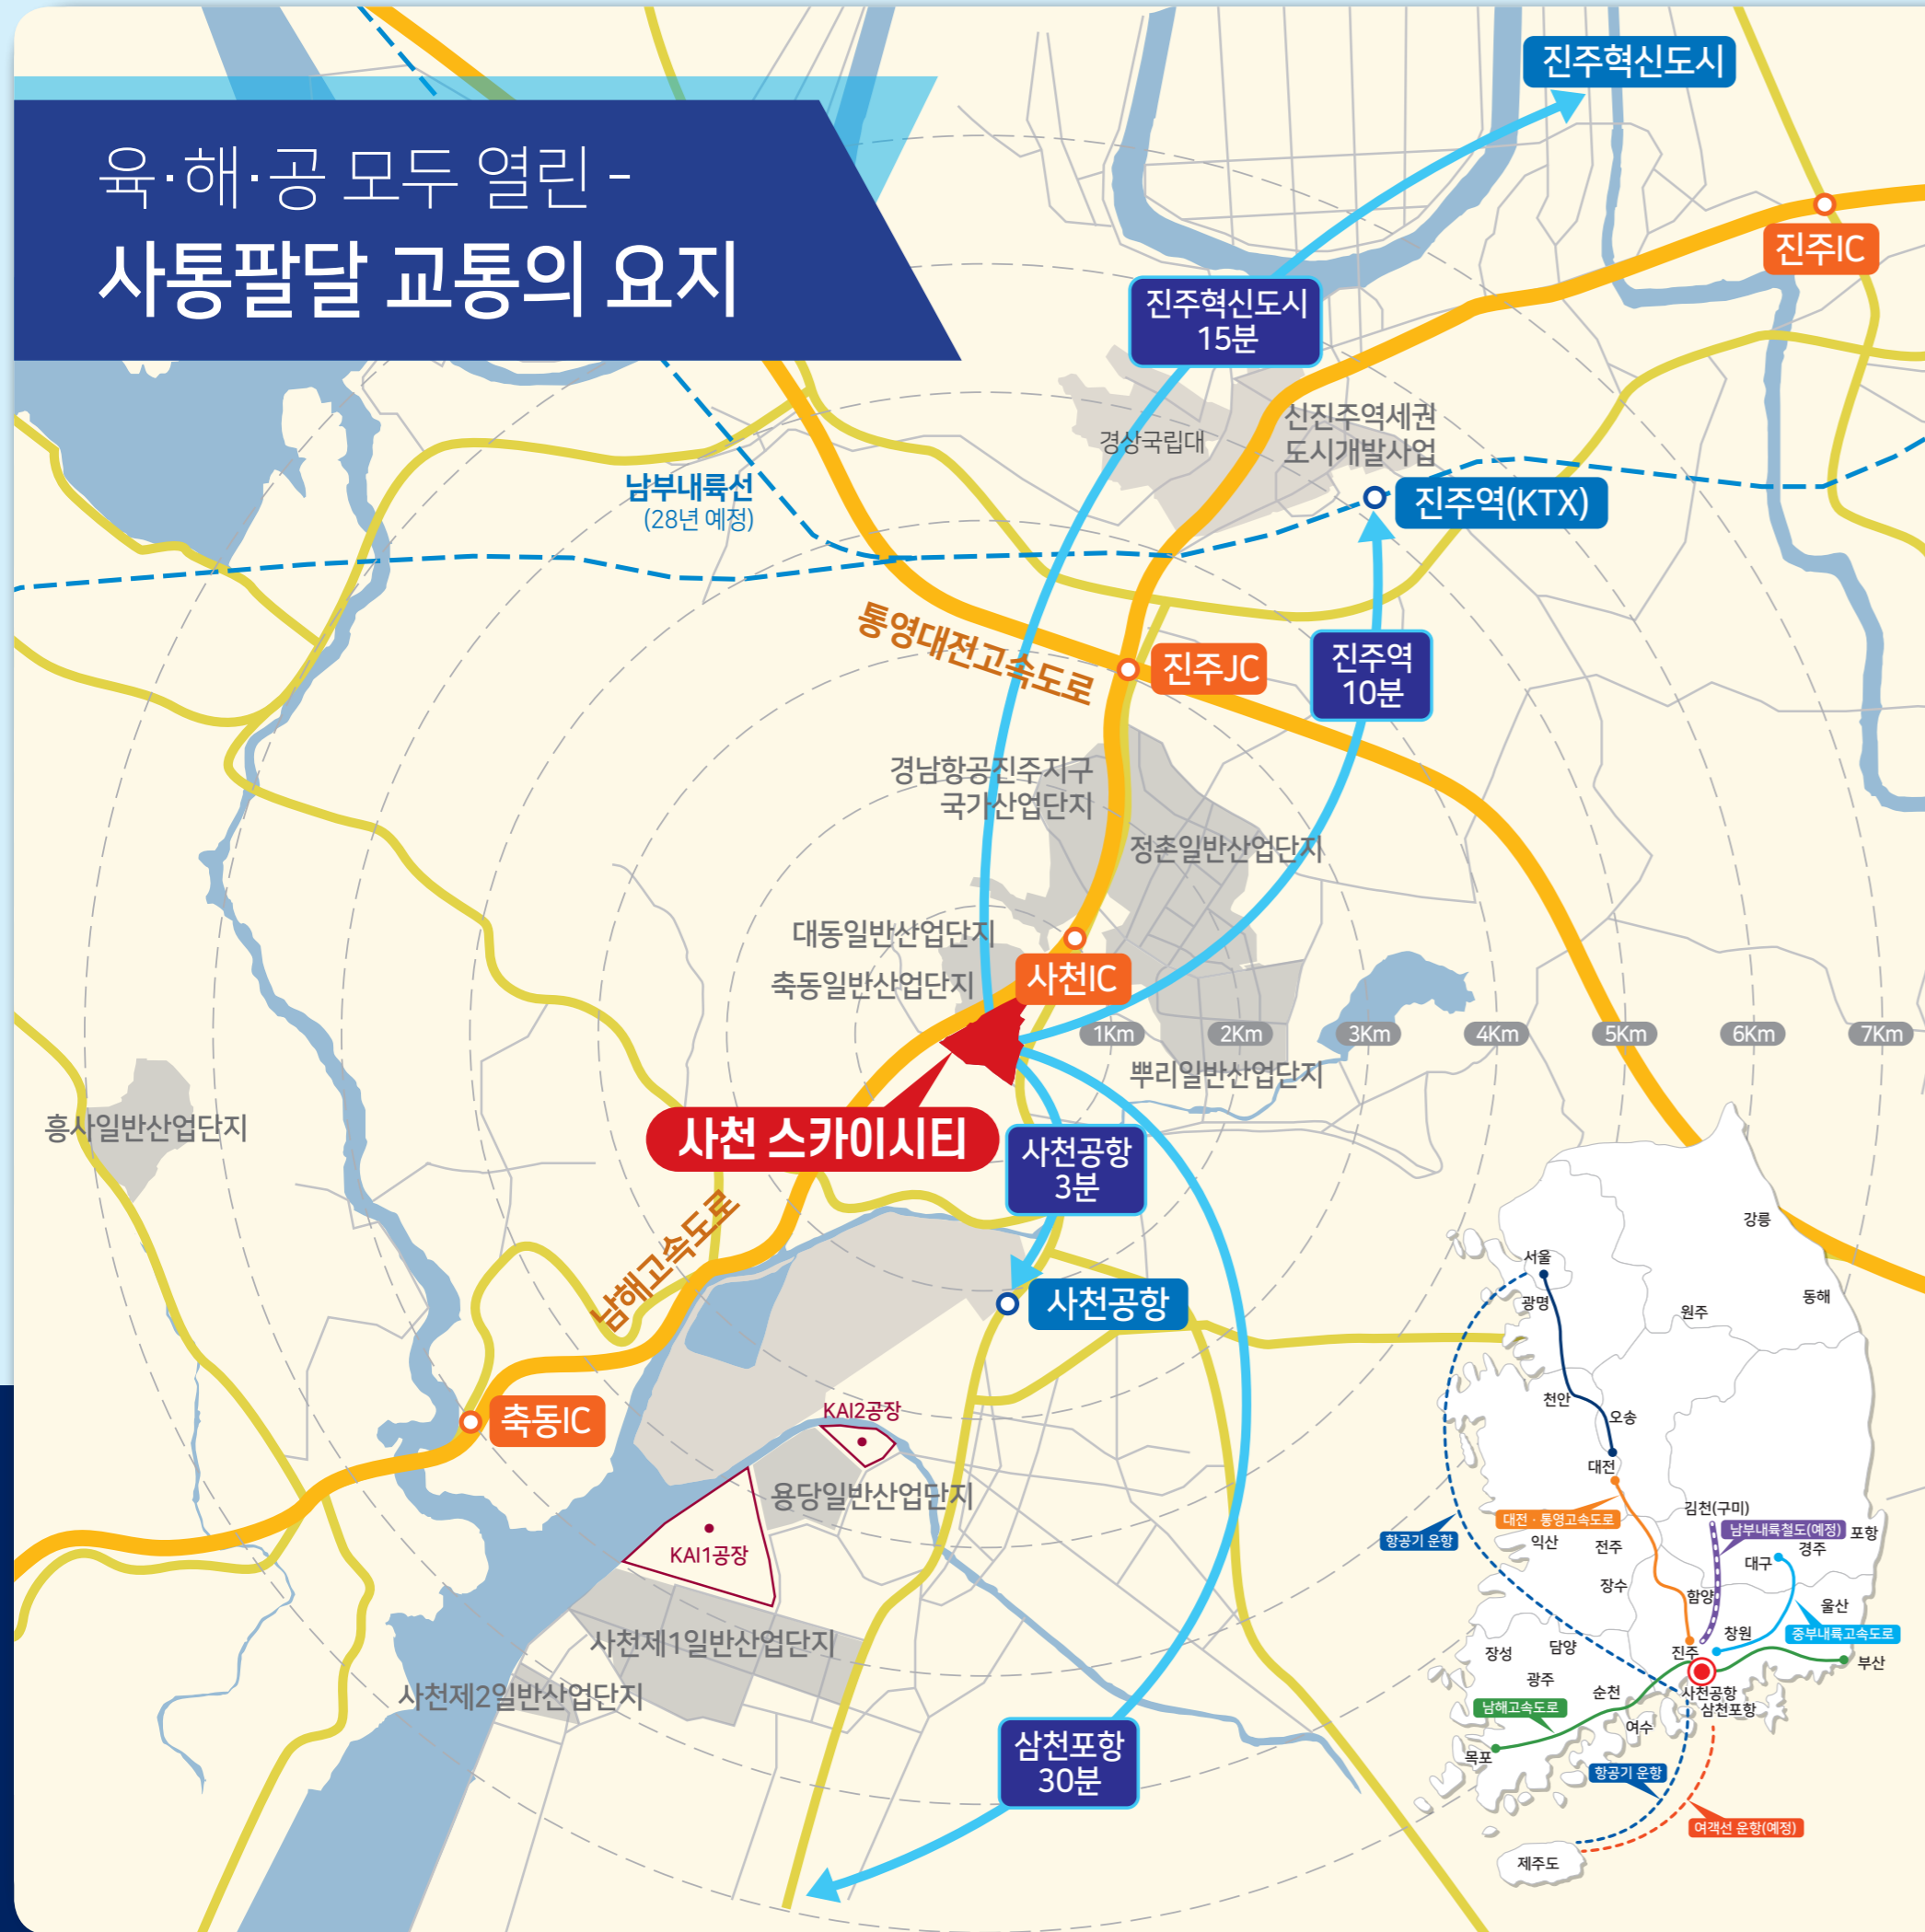 육·해·공 모두 열린 -
사통팔달 교통의 요지
진주혁신도시
진주IC
진주혁신도시
15분
신진주역세권
도시개발사업
경상국립대
남부내륙선
(28년 예정)
진주역(KTX)
통영대전고속도로
진주JC
진주역
10분
경남항공진주지구
국가산업단지
정촌일반산업단지
대동일반산업단지
축동일반산업단지
사천IC
1Km
2Km
3Km
4Km
5Km
6Km
7Km
뿌리일반산업단지
흥사일반산업단지
사천 스카이시티
사천공항
3분
남해고속도로
사천공항
축동IC
KAI2공장
용당일반산업단지
KAI1공장
사천제1일반산업단지
사천제2일반산업단지
삼천포항
30분
강릉
서울
광명
동해
원주
천안
오송
대전
김천(구미)
대전 · 통영고속도로
남부내륙철도(예정)
포항
항공기 운항
익산
전주
경주
대구
장수
함양
울산
창원
중부내륙고속도로
장성
담양
진주
부산
광주
순천
사천공항
삼천포항
남해고속도로
여수
목포
항공기 운항
여객선 운항(예정)
제주도